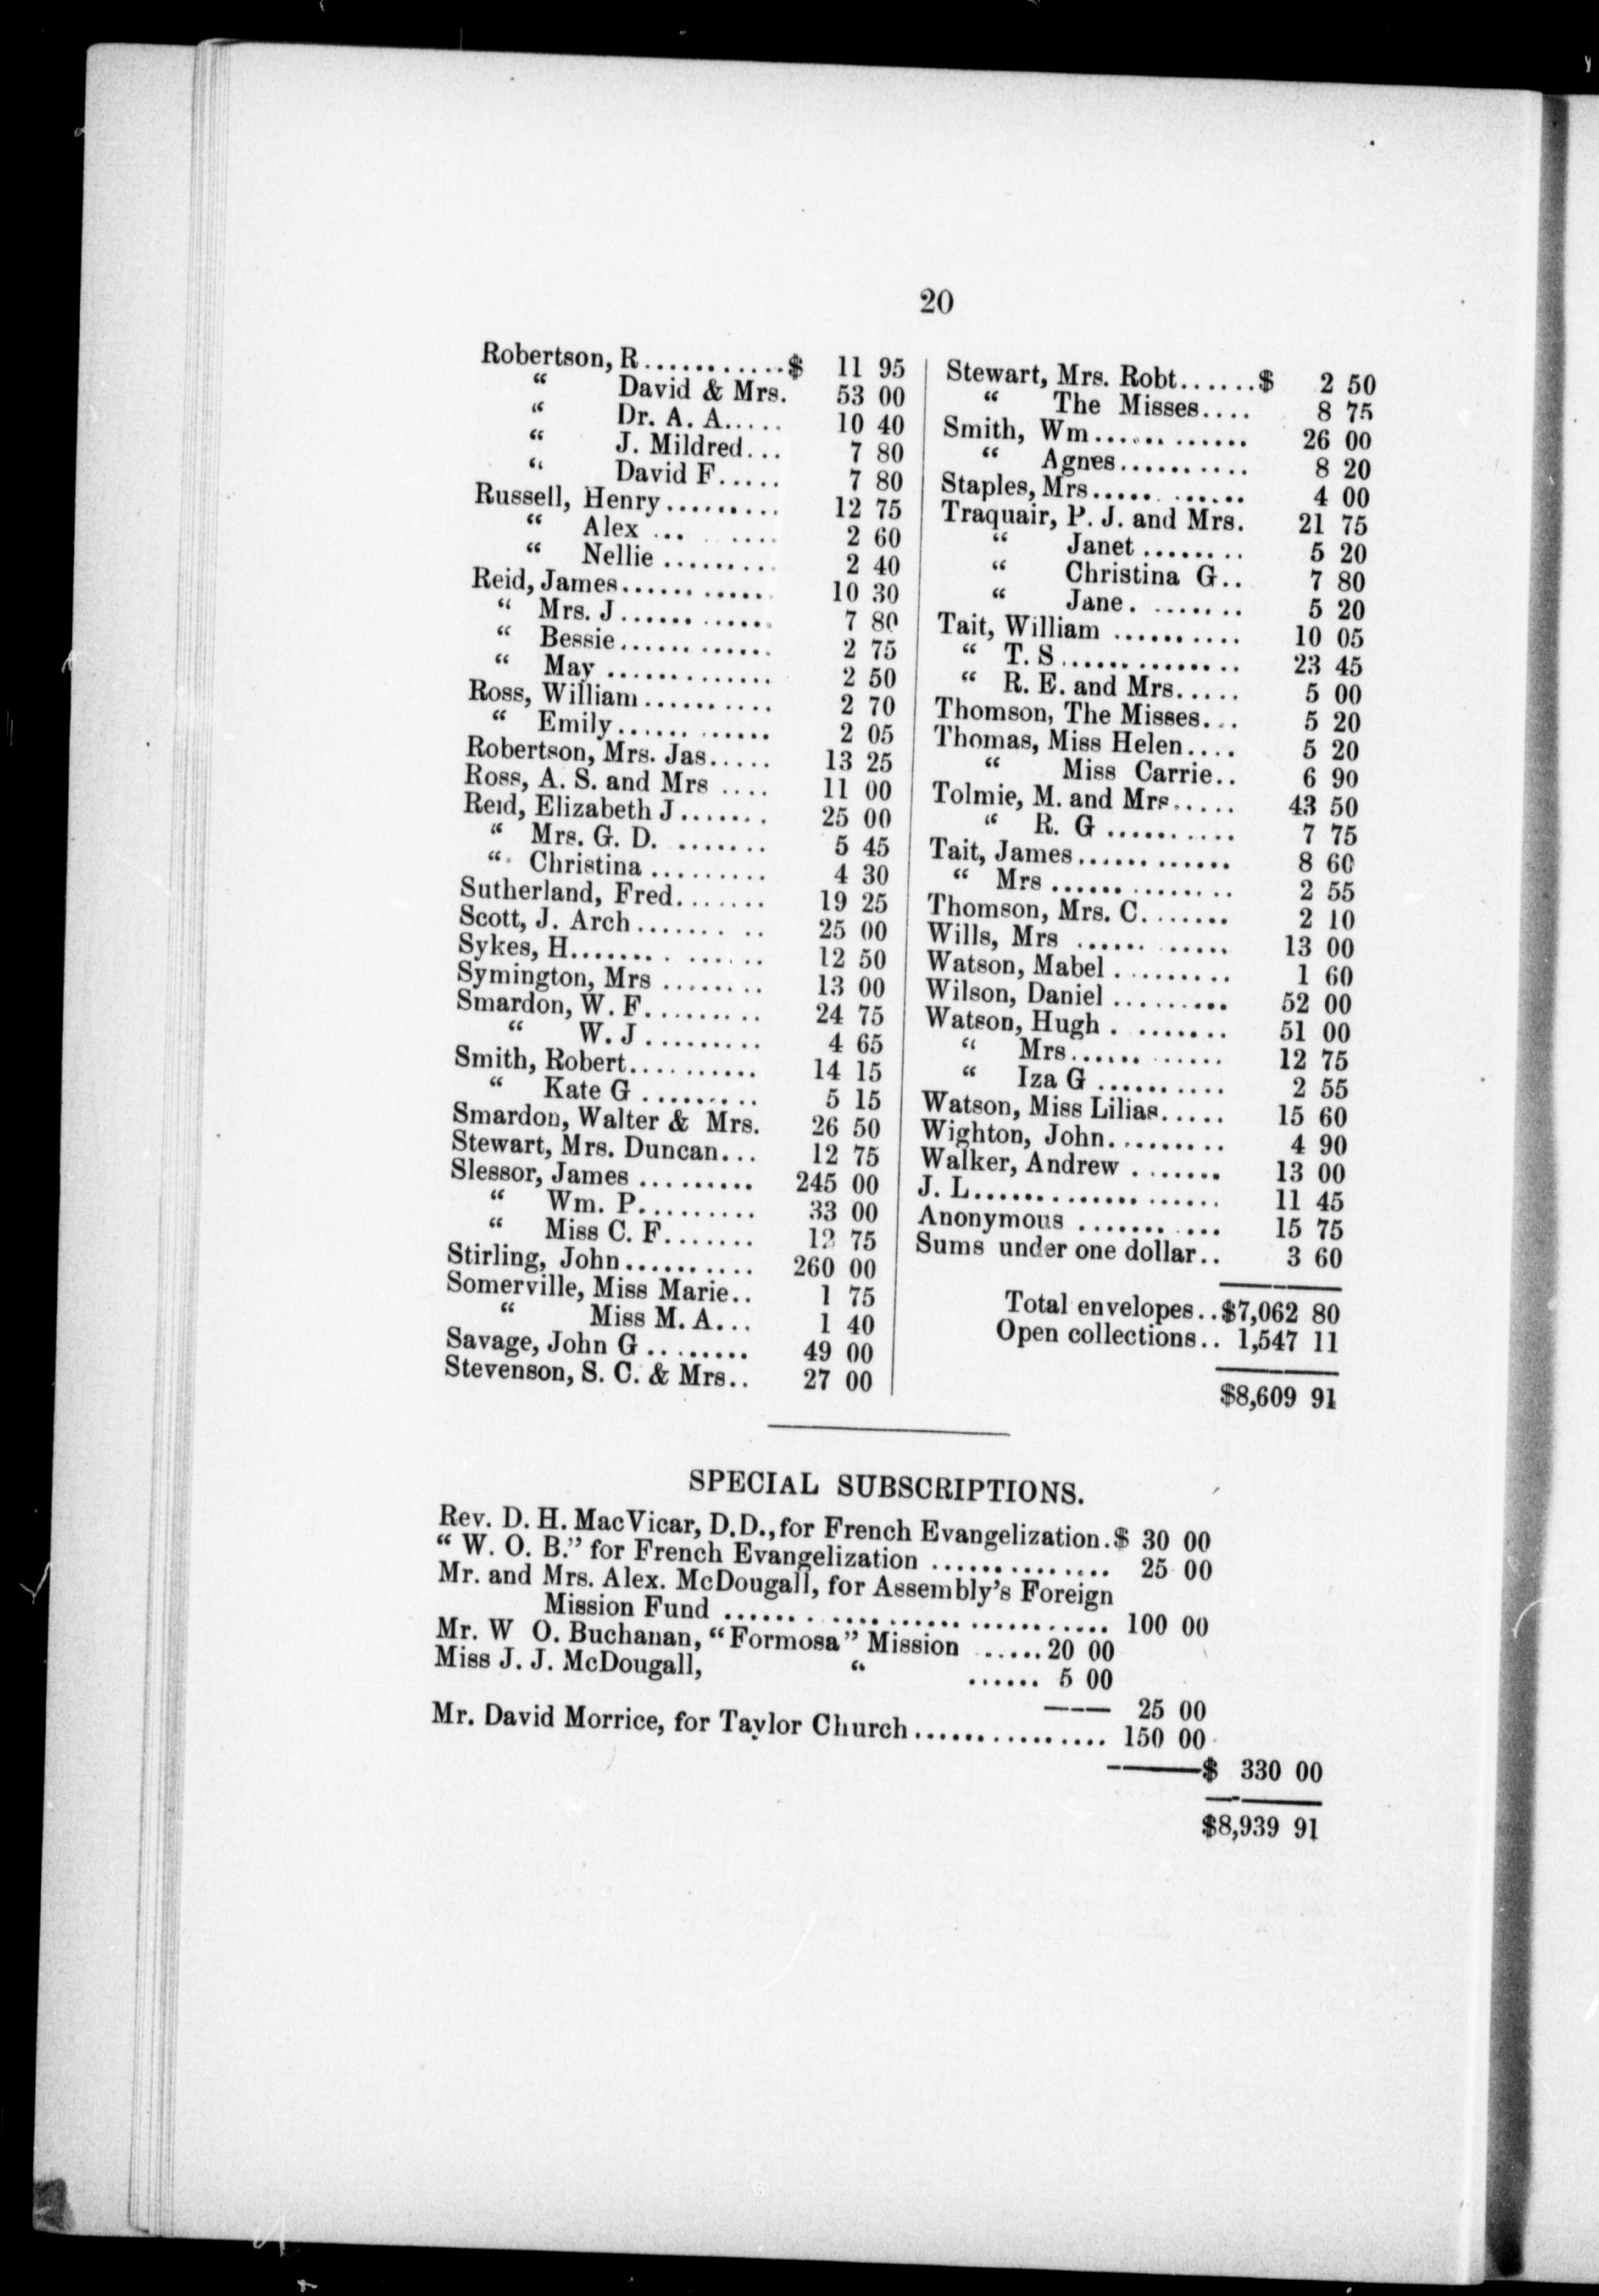 20
Robertson, R............$ 11 95
“ David & Mrs. 53 00
“ Dr. A. A..... 10 40
“ J. Mildred... 7 80
“ David F..... 7 80
Russell, Henry......... 12 75
“ Alex ... .... 2 60
“ Nellie ......... 2 40
Reid, James............ 10 30
“ Mrs. J............ 7 80
“ Bessie............ 2 75
“ May ............. 2 50
Ross, William.......... 2 70
“ Emily............ 2 05
Robertson, Mrs. Jas..... 13 25
Ross, A. S. and Mrs .... 11 00
Reid, Elizabeth J....... 25 00
“ Mrs. G. D. ....... 5 45
“ Christina ......... 4 30
Sutherland, Fred....... 19 25
Scott, J. Arch......... 25 00
Sykes, H.............. 12 50
Symington, Mrs ........ 13 00
Smardon, W. F......... 24 75
“ W. J......... 4 65
Smith, Robert.......... 14 15
“ Kate G ......... 5 15
Smardon, Walter & Mrs. 26 50
Stewart, Mrs. Duncan... 12 75
Slessor, James ......... 245 00
“ Wm. P......... 33 00
“ Miss C. F....... 12 75
Stirling, John.......... 260 00
Somerville, Miss Marie.. 1 75
“ Miss M. A... 1 40
Savage, John G ........ 49 00
Stevenson, S. C. & Mrs.. 27 00
Stewart, Mrs. Robt......$ 2 50
“ The Misses.... 8 75
Smith, Wm............ 26 00
“ Agnes.......... 8 20
Staples, Mrs..... ...... 4 00
Traquair, P. J. and Mrs. 21 75
“ Janet ........ 5 20
“ Christina G.. 7 80
“ Jane. ....... 5 20
Tait, William .......... 10 05
“ T. S.............. 23 45
“ R. E. and Mrs..... 5 00
Thomson, The Misses... 5 20
Thomas, Miss Helen.... 5 20
“ Miss Carrie.. 6 90
Tolmie, M. and Mrs..... 43 50
“ R. G .......... 7 75
Tait, James............ 8 60
“ Mrs .............. 2 55
Thomson, Mrs. C....... 2 10
Wills, Mrs ............ 13 00
Watson, Mabel ......... 1 60
Wilson, Daniel ......... 52 00
Watson, Hugh . ....... 51 00
“ Mrs............ 12 75
“ Iza G .......... 2 55
Watson, Miss Lilias..... 15 60
Wighton, John......... 4 90
Walker, Andrew ....... 13 00
J. L................... 11 45
Anonymous ........... 15 75
Sums under one dollar.. 3 60
Total envelopes..$7,062 80
Open collections.. 1,547 11
$8,609 91
SPECIAL SUBSCRIPTIONS.
Rev. D. H. MacVicar, D.D., for French Evangelization.$ 30 00
“ W. O. B.” for French Evangelization .............. 25 00
Mr. and Mrs. Alex. McDougall, for Assembly's Foreign
Mission Fund .............................. 100 00
Mr. W O. Buchanan, “Formosa” Mission ......20 00
Miss J. J. McDougall, “ ...... 5 00
——— 25 00
Mr. David Morrice, for Taylor Church............... 150 00
———$ 330 00
$8,939 91